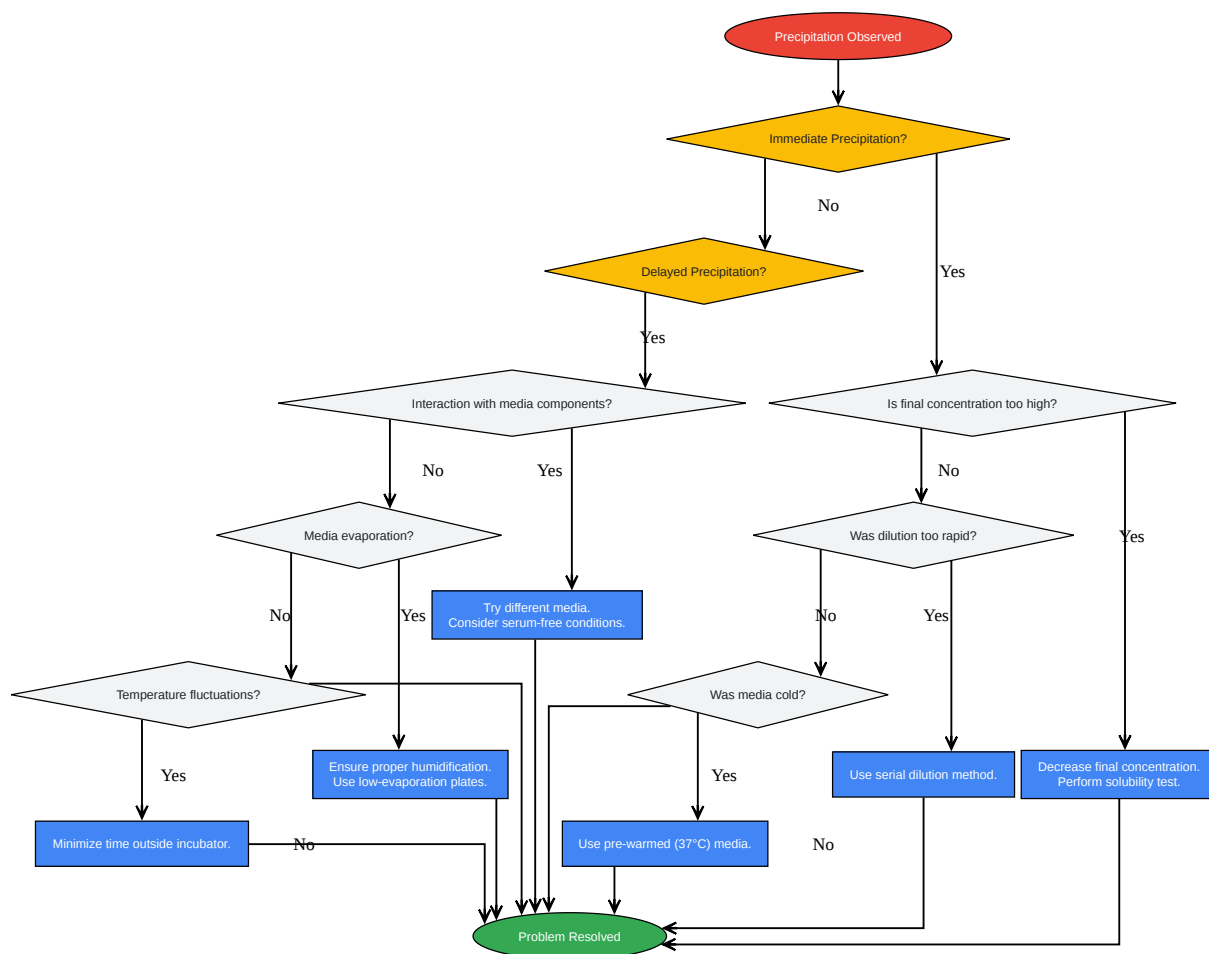 Precipitation Observed
Immediate Precipitation?
No
Delayed Precipitation?
Yes
Yes
Interaction with media components?
Is final concentration too high?
No
Yes
No
Media evaporation?
Was dilution too rapid?
Yes
No
Yes
Try different media.
Consider serum-free conditions.
No
Yes
Temperature fluctuations?
Was media cold?
Yes
Ensure proper humidification.
Use low-evaporation plates.
Yes
Use serial dilution method.
Decrease final concentration.
Perform solubility test.
Minimize time outside incubator.
No
Use pre-warmed (37°C) media.
No
Problem Resolved